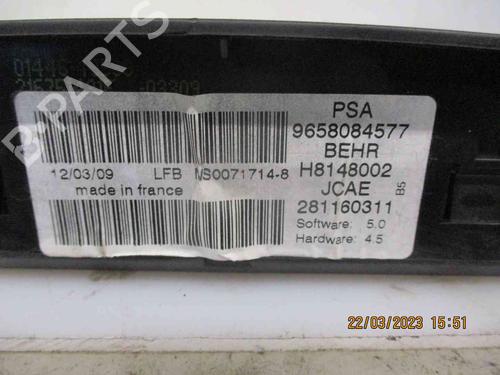 PSA
9658084577
BEHR
H8148002
JCAE
281160311
B5
Software: 5.0
Hardware: 4.5
12/03/09 LFB MS0071714-8
made in france
22/03/2023 15:51